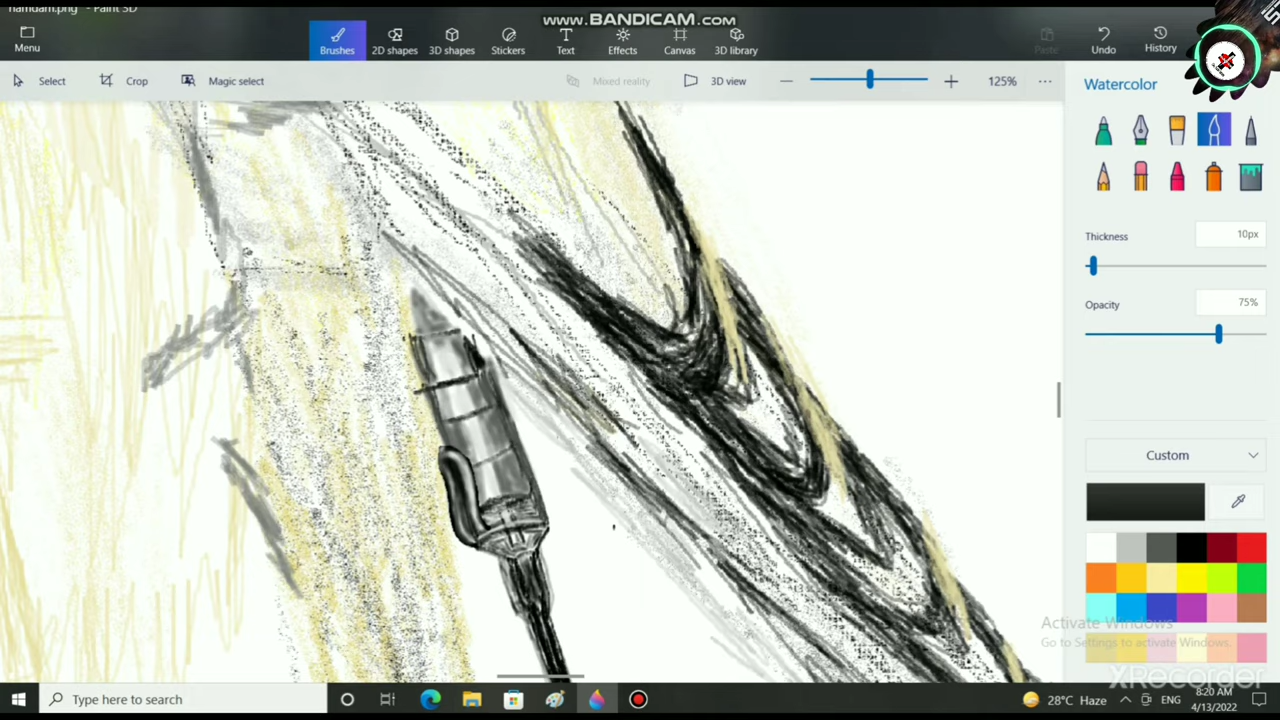 namdam.png - Paint 3D
www.BANDICAM.com
Menu
Brushes
2D shapes
3D shapes
Stickers
Text
Effects
Canvas
3D library
Paste
Undo
History
Select
Crop
Magic select
Mixed reality
3D view
125%
Watercolor
Thickness
10px
Opacity
75%
Custom
Activate Windows
Go to Settings to activate Windows.
XRecorder
Type here to search
28°C Haze
ENG
8:20 AM
4/13/2022